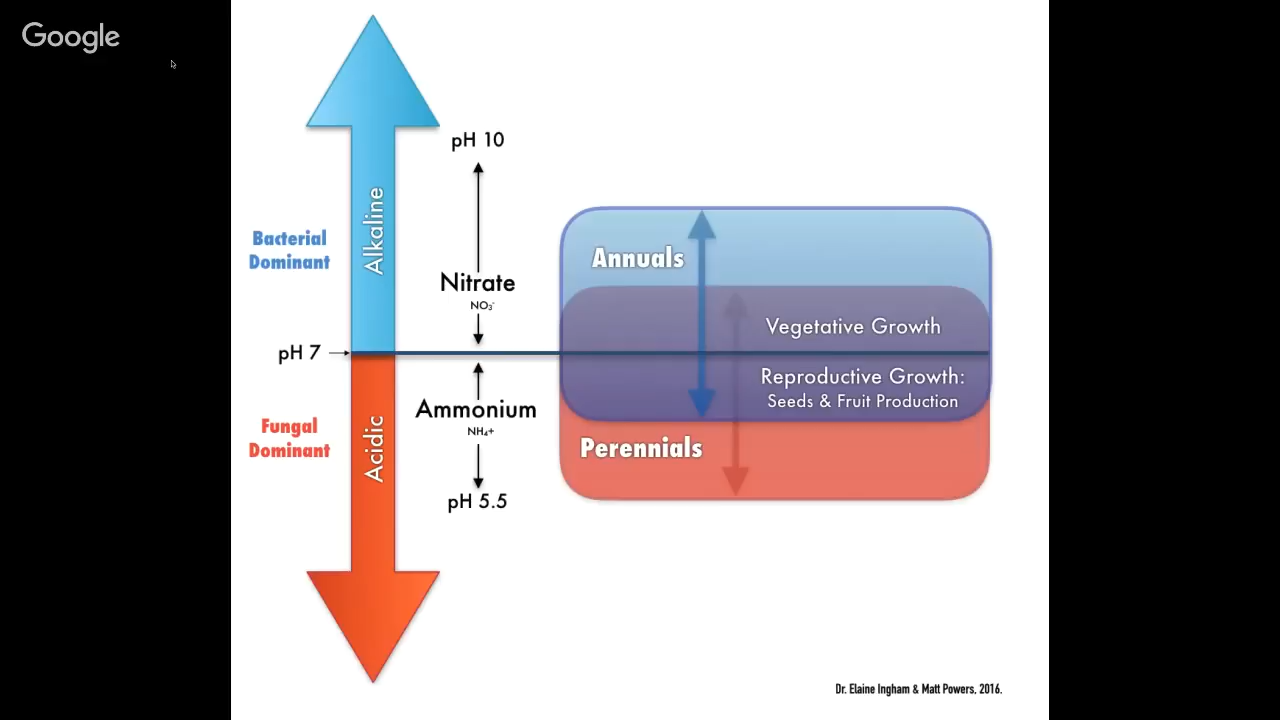 Google
pH 10
Alkaline
Bacterial
Dominant
Nitrate
NO₃⁻
pH 7
Ammonium
NH₄+
Fungal
Dominant
Acidic
pH 5.5
Annuals
Vegetative Growth
Reproductive Growth:
Seeds & Fruit Production
Perennials
Dr. Elaine Ingham & Matt Powers, 2016.